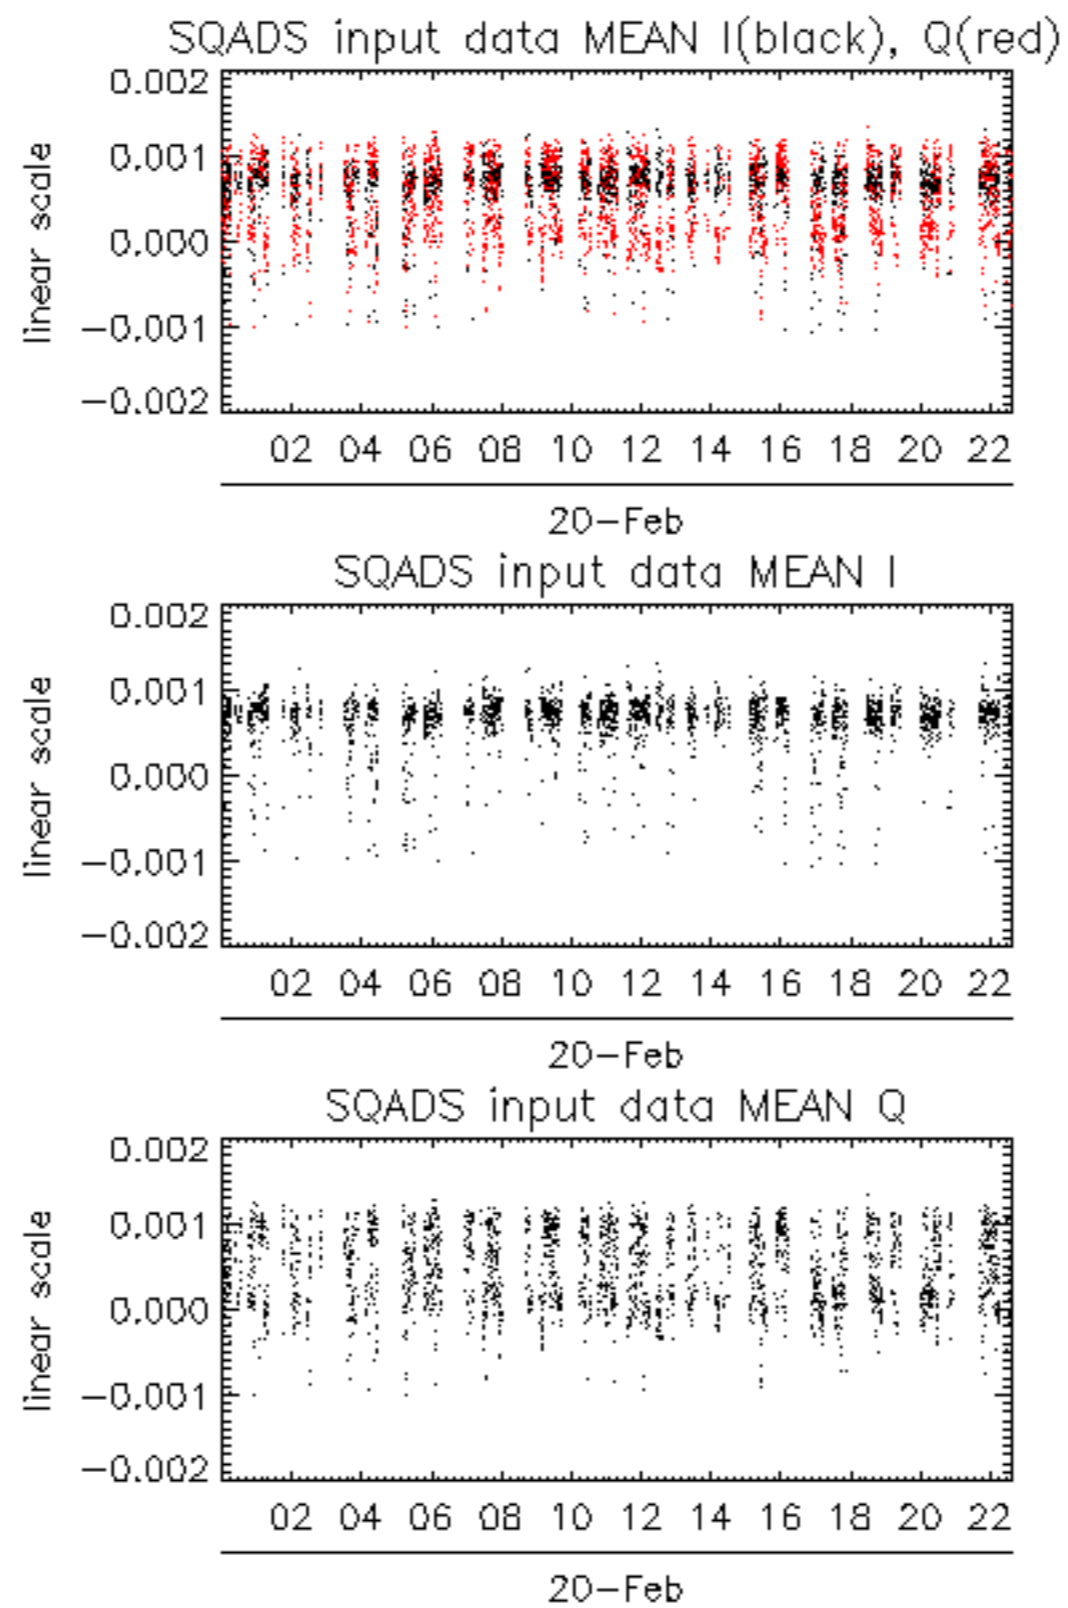 SQADS input data MEAN I(black), Q(red)
0.002
0.001
0.000
−0.001
−0.002
linear scale
02 04 06 08 10 12 14 16 18 20 22
20−Feb
SQADS input data MEAN I
0.002
0.001
0.000
−0.001
−0.002
linear scale
02 04 06 08 10 12 14 16 18 20 22
20−Feb
SQADS input data MEAN Q
0.002
0.001
0.000
−0.001
−0.002
linear scale
02 04 06 08 10 12 14 16 18 20 22
20−Feb